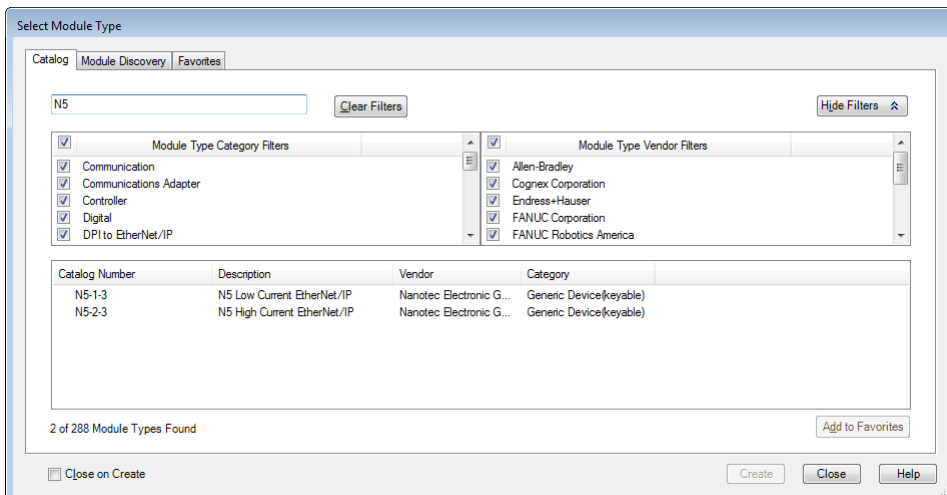 Select Module Type
Catalog Module Discovery Favorites
N5 Clear Filters Hide Filters
Module Type Category Filters Module Type Vendor Filters
Communication Allen-Bradley
Communications Adapter Cognex Corporation
Controller Endress+Hauser
Digital FANUC Corporation
DPI to EtherNet/IP FANUC Robotics America
Catalog Number Description Vendor Category
N5-1-3 N5 Low Current EtherNet/IP Nanotec Electronic G... Generic Device(keyable)
N5-2-3 N5 High Current EtherNet/IP Nanotec Electronic G... Generic Device(keyable)
2 of 288 Module Types Found Add to Favorites
Close on Create Create Close Help